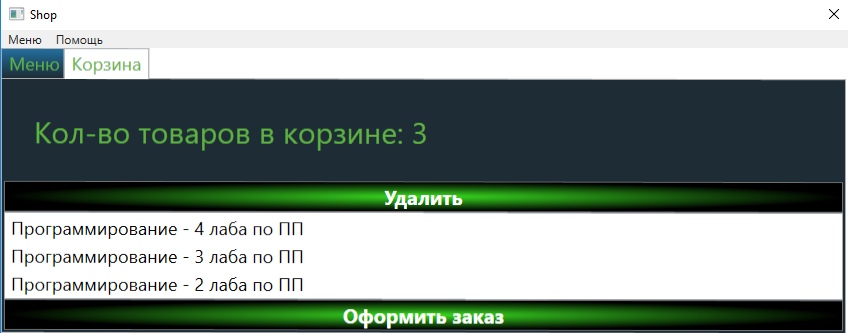 Shop
Меню Помощь
Меню Корзина
Кол-во товаров в корзине: 3
Удалить
Программирование - 4 лаба по ПП
Программирование - 3 лаба по ПП
Программирование - 2 лаба по ПП
Оформить заказ